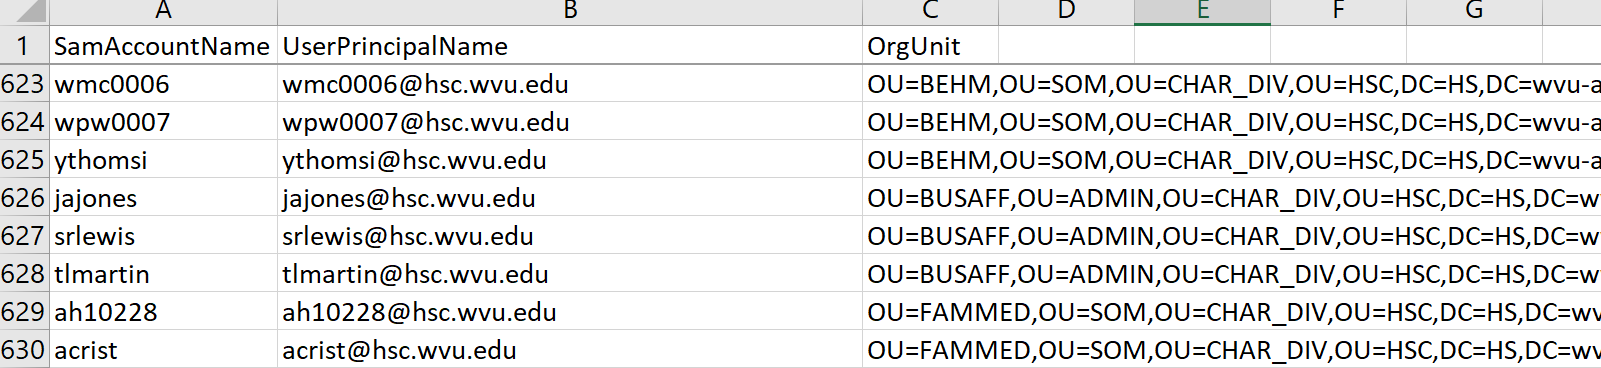 A B C D E F G
1 SamAccountName UserPrincipalName OrgUnit
623 wmc0006 wmc0006@hsc.wvu.edu OU=BEHM,OU=SOM,OU=CHAR_DIV,OU=HSC,DC=HS,DC=wvu-a
624 wpw0007 wpw0007@hsc.wvu.edu OU=BEHM,OU=SOM,OU=CHAR_DIV,OU=HSC,DC=HS,DC=wvu-a
625 ythomsi ythomsi@hsc.wvu.edu OU=BEHM,OU=SOM,OU=CHAR_DIV,OU=HSC,DC=HS,DC=wvu-a
626 jajones jajones@hsc.wvu.edu OU=BUSAFF,OU=ADMIN,OU=CHAR_DIV,OU=HSC,DC=HS,DC=w
627 srlewis srlewis@hsc.wvu.edu OU=BUSAFF,OU=ADMIN,OU=CHAR_DIV,OU=HSC,DC=HS,DC=w
628 tlmartin tlmartin@hsc.wvu.edu OU=BUSAFF,OU=ADMIN,OU=CHAR_DIV,OU=HSC,DC=HS,DC=w
629 ah10228 ah10228@hsc.wvu.edu OU=FAMMED,OU=SOM,OU=CHAR_DIV,OU=HSC,DC=HS,DC=wv
630 acrist acrist@hsc.wvu.edu OU=FAMMED,OU=SOM,OU=CHAR_DIV,OU=HSC,DC=HS,DC=wv